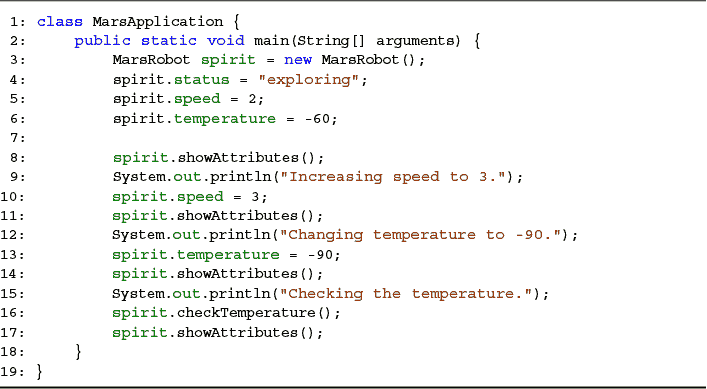 1: class MarsApplication {
2:     public static void main(String[] arguments) {
3:         MarsRobot spirit = new MarsRobot();
4:         spirit.status = "exploring";
5:         spirit.speed = 2;
6:         spirit.temperature = -60;
7:
8:         spirit.showAttributes();
9:         System.out.println("Increasing speed to 3.");
10:         spirit.speed = 3;
11:         spirit.showAttributes();
12:         System.out.println("Changing temperature to -90.");
13:         spirit.temperature = -90;
14:         spirit.showAttributes();
15:         System.out.println("Checking the temperature.");
16:         spirit.checkTemperature();
17:         spirit.showAttributes();
18:     }
19: }